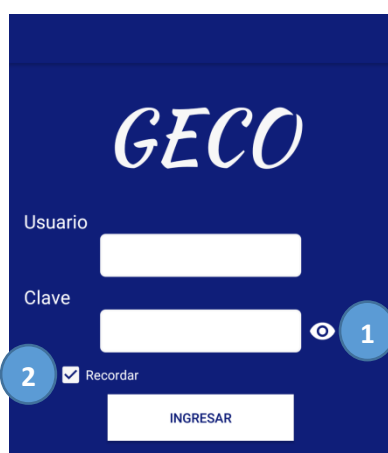 GECO
Usuario
Clave
1
2
Recordar
INGRESAR